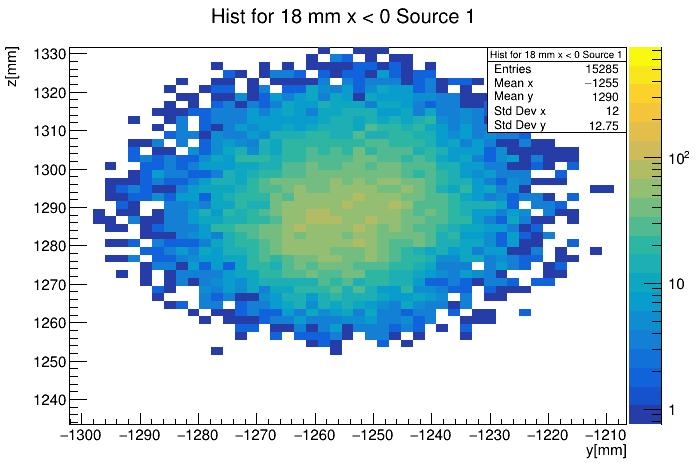 Hist for 18 mm x < 0 Source 1
z[mm]
1330
1320
1310
1300
1290
1280
1270
1260
1250
1240
Hist for 18 mm x < 0 Source 1
Entries 15285
Mean x −1255
Mean y 1290
Std Dev x 12
Std Dev y 12.75
10²
10
1
−1300 −1290 −1280 −1270 −1260 −1250 −1240 −1230 −1220 −1210
y[mm]